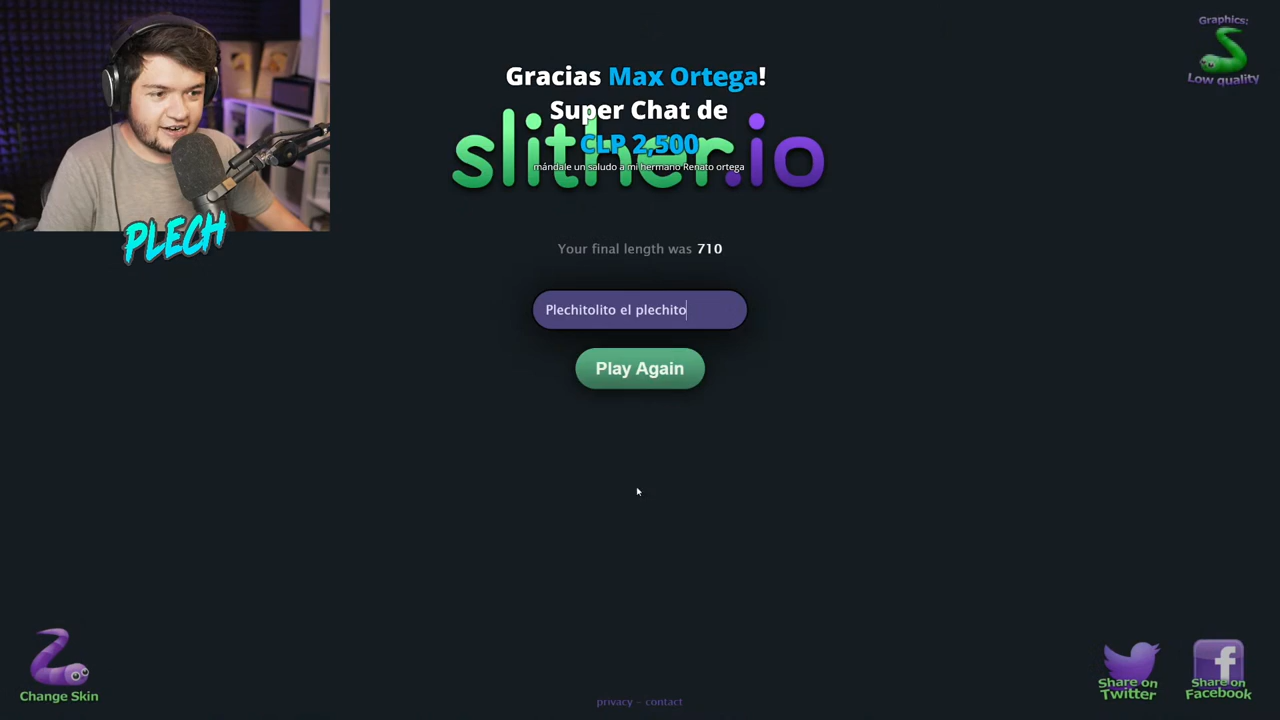 Graphics:
Low quality
Gracias Max Ortega!
Super Chat de
CLP 2,500
mándale un saludo a mi hermano Renato ortega
slither.io
PLECH
Your final length was 710
Plechitolito el plechito
Play Again
Change Skin
Share on
Twitter
Share on
Facebook
privacy - contact